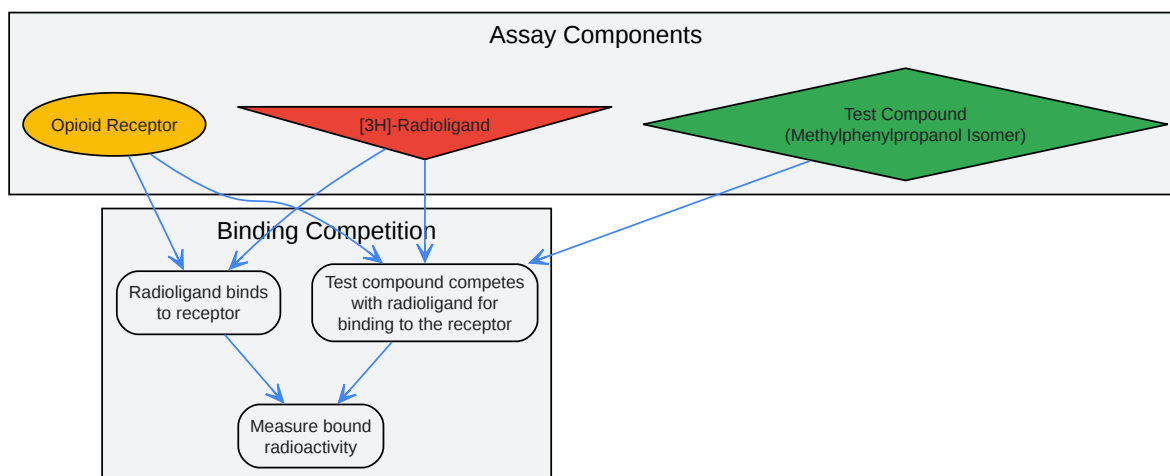 Assay Components
Opioid Receptor
[3H]-Radioligand
Test Compound
(Methylphenylpropanol Isomer)
Binding Competition
Radioligand binds
to receptor
Test compound competes
with radioligand for
binding to the receptor
Measure bound
radioactivity